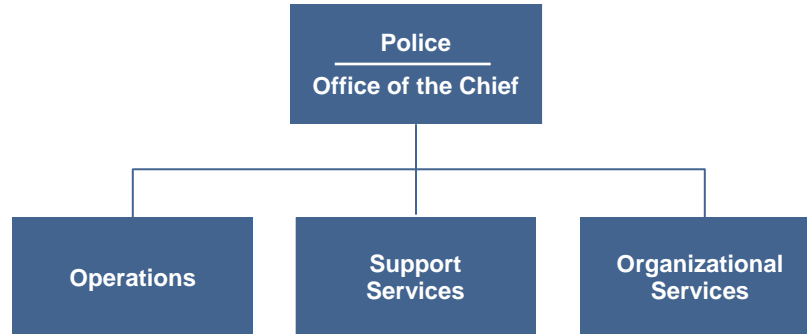 Police
Office of the Chief
Operations
Support
Services
Organizational
Services